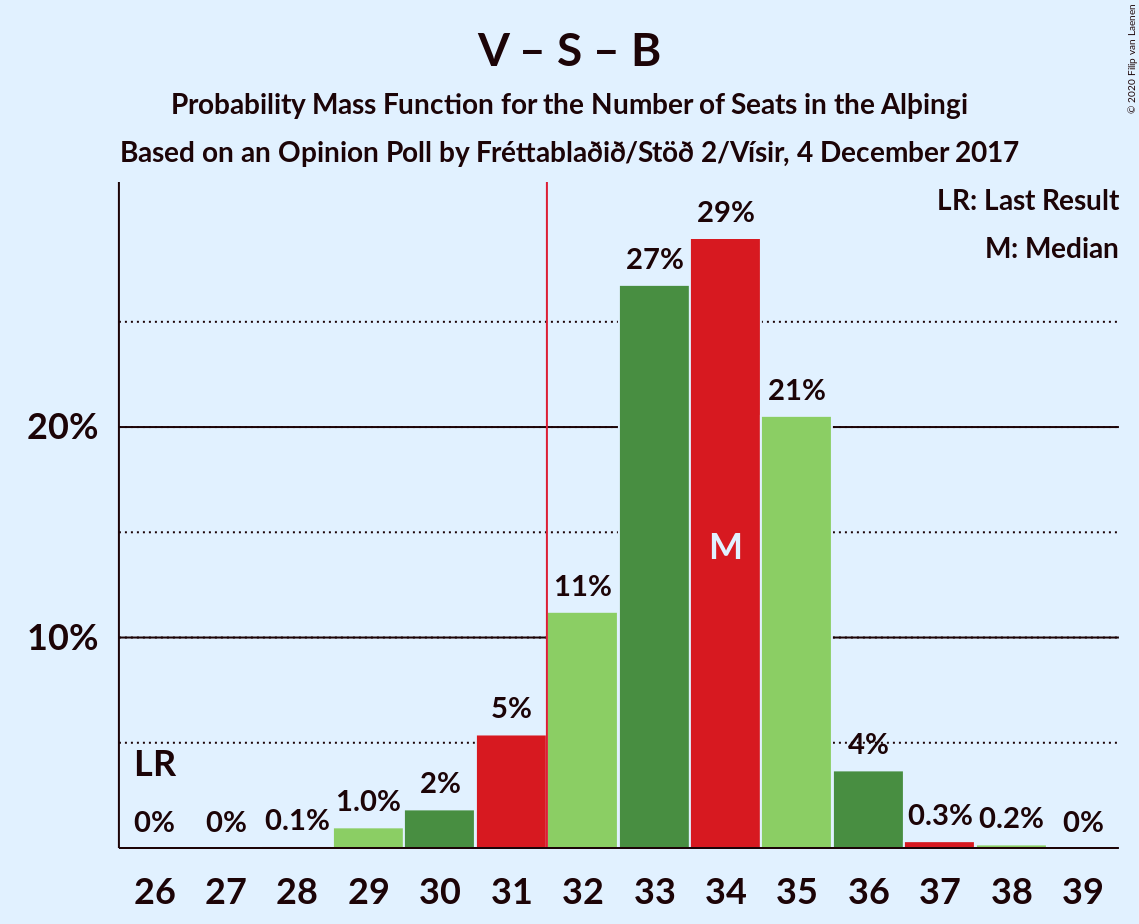 V – S – B
Probability Mass Function for the Number of Seats in the Alþingi
Based on an Opinion Poll by Fréttablaðið/Stöð 2/Vísir, 4 December 2017
© 2020 Filip van Laenen
LR: Last Result
M: Median
20%
10%
LR
0%
0%
0.1%
1.0%
2%
5%
11%
27%
29%
M
21%
4%
0.3%
0.2%
0%
26 27 28 29 30 31 32 33 34 35 36 37 38 39